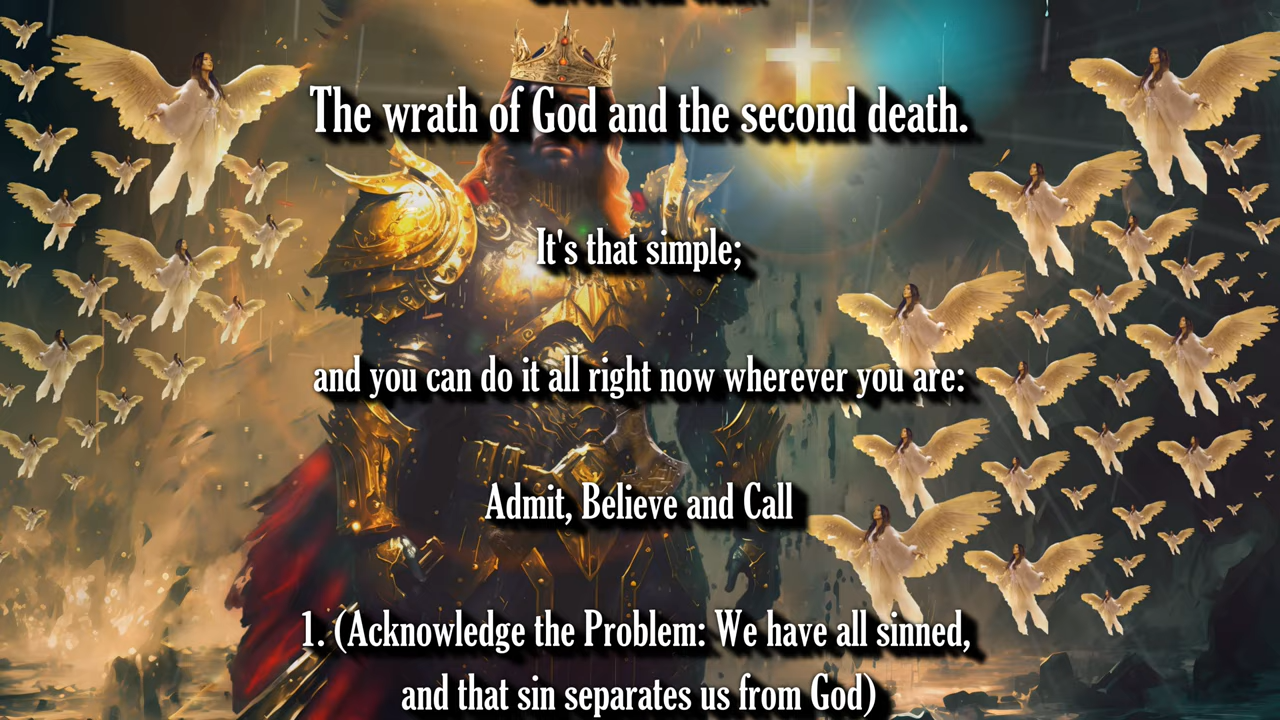 The wrath of God and the second death.
It's that simple;
and you can do it all right now wherever you are:
Admit, Believe and Call
1. (Acknowledge the Problem: We have all sinned,
and that sin separates us from God)